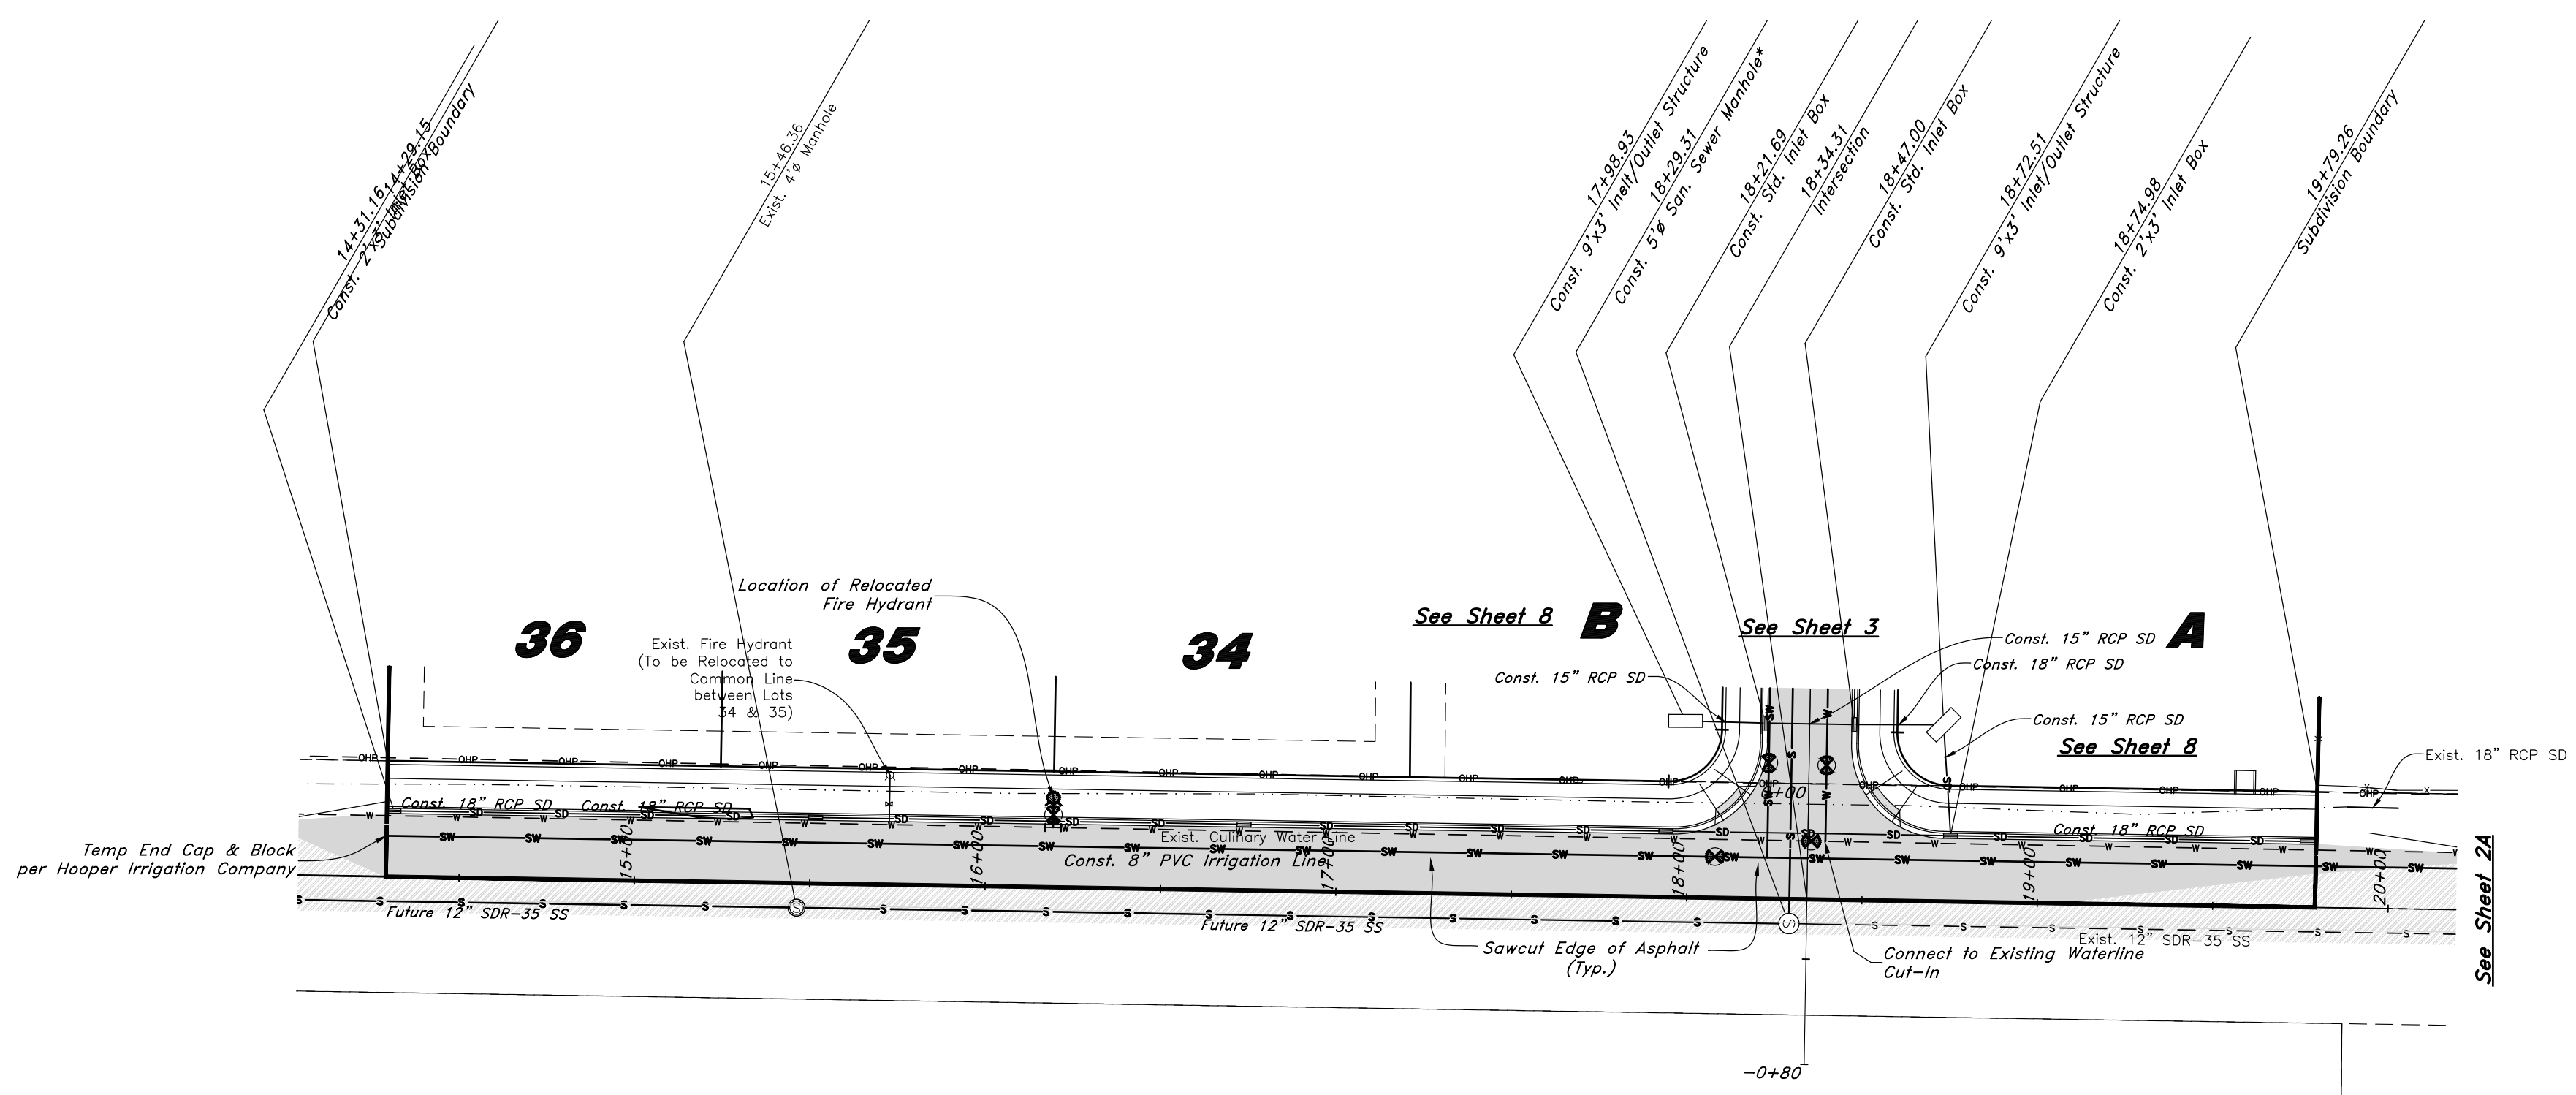 14+31.16
Const. 2'x3' Inlet Box
14+29.15
Subdivision Boundary
15+46.36
Exist. 4'ø Manhole
17+98.93
Const. 9'x3' Inelt/Outlet Structure
18+29.31
Const. 5'ø San. Sewer Manhole*
18+21.69
Const. Std. Inlet Box
18+34.31
Intersection
18+47.00
Const. Std. Inlet Box
18+72.51
Const. 9'x3' Inlet/Outlet Structure
18+74.98
Const. 2'x3' Inlet Box
19+79.26
Subdivision Boundary
Location of Relocated
Fire Hydrant
36
Exist. Fire Hydrant
(To be Relocated to
Common Line
between Lots
34 & 35)
35
34
See Sheet 8
B
See Sheet 3
Const. 15" RCP SD
A
Const. 18" RCP SD
Const. 15" RCP SD
Const. 15" RCP SD
See Sheet 8
Exist. 18" RCP SD
Const. 18" RCP SD
Const. 18" RCP SD
Const. 18" RCP SD
Exist. Culinary Water Line
Const. 8" PVC Irrigation Line
Temp End Cap & Block
per Hooper Irrigation Company
15+00
16+00
17+00
18+00
19+00
20+00
Future 12" SDR-35 SS
Future 12" SDR-35 SS
Exist. 12" SDR-35 SS
Sawcut Edge of Asphalt
(Typ.)
Connect to Existing Waterline
Cut-In
See Sheet 2A
-0+80